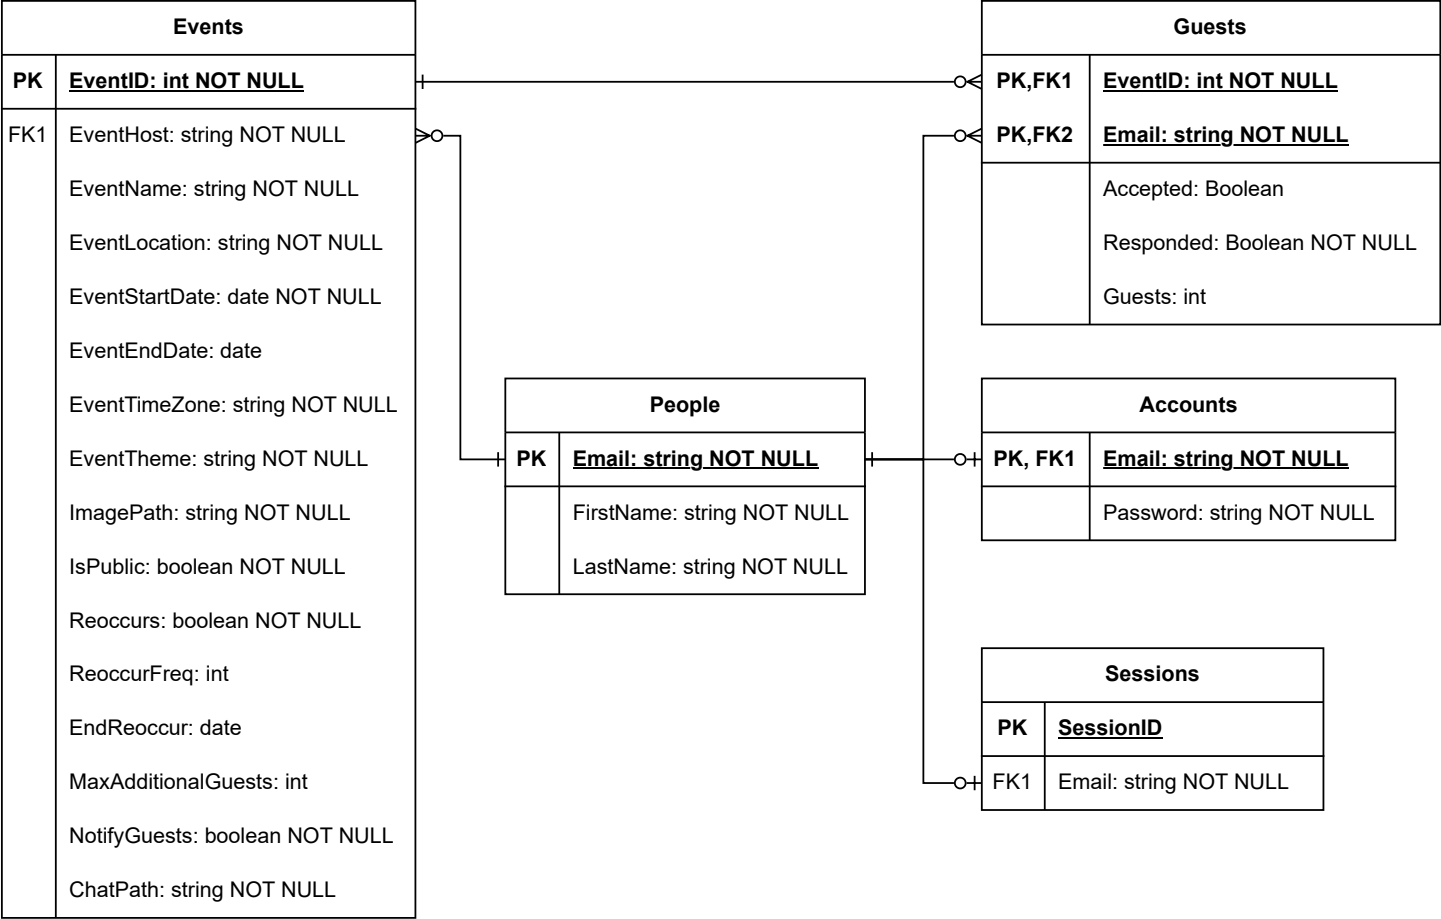 Events
PK EventID: int NOT NULL
FK1 EventHost: string NOT NULL
EventName: string NOT NULL
EventLocation: string NOT NULL
EventStartDate: date NOT NULL
EventEndDate: date
EventTimeZone: string NOT NULL
EventTheme: string NOT NULL
ImagePath: string NOT NULL
IsPublic: boolean NOT NULL
Reoccurs: boolean NOT NULL
ReoccurFreq: int
EndReoccur: date
MaxAdditionalGuests: int
NotifyGuests: boolean NOT NULL
ChatPath: string NOT NULL
People
PK Email: string NOT NULL
FirstName: string NOT NULL
LastName: string NOT NULL
Guests
PK,FK1 EventID: int NOT NULL
PK,FK2 Email: string NOT NULL
Accepted: Boolean
Responded: Boolean NOT NULL
Guests: int
Accounts
PK, FK1 Email: string NOT NULL
Password: string NOT NULL
Sessions
PK SessionID
FK1 Email: string NOT NULL